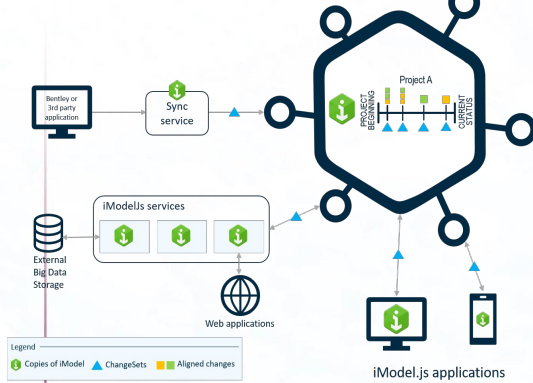 Bentley or
3rd party
application
Sync
service
Project A
PROJECT
BEGINNING
CURRENT
STATUS
iModelJs services
External
Big Data
Storage
Web applications
Legend
Copies of iModel
ChangeSets
Aligned changes
iModel.js applications